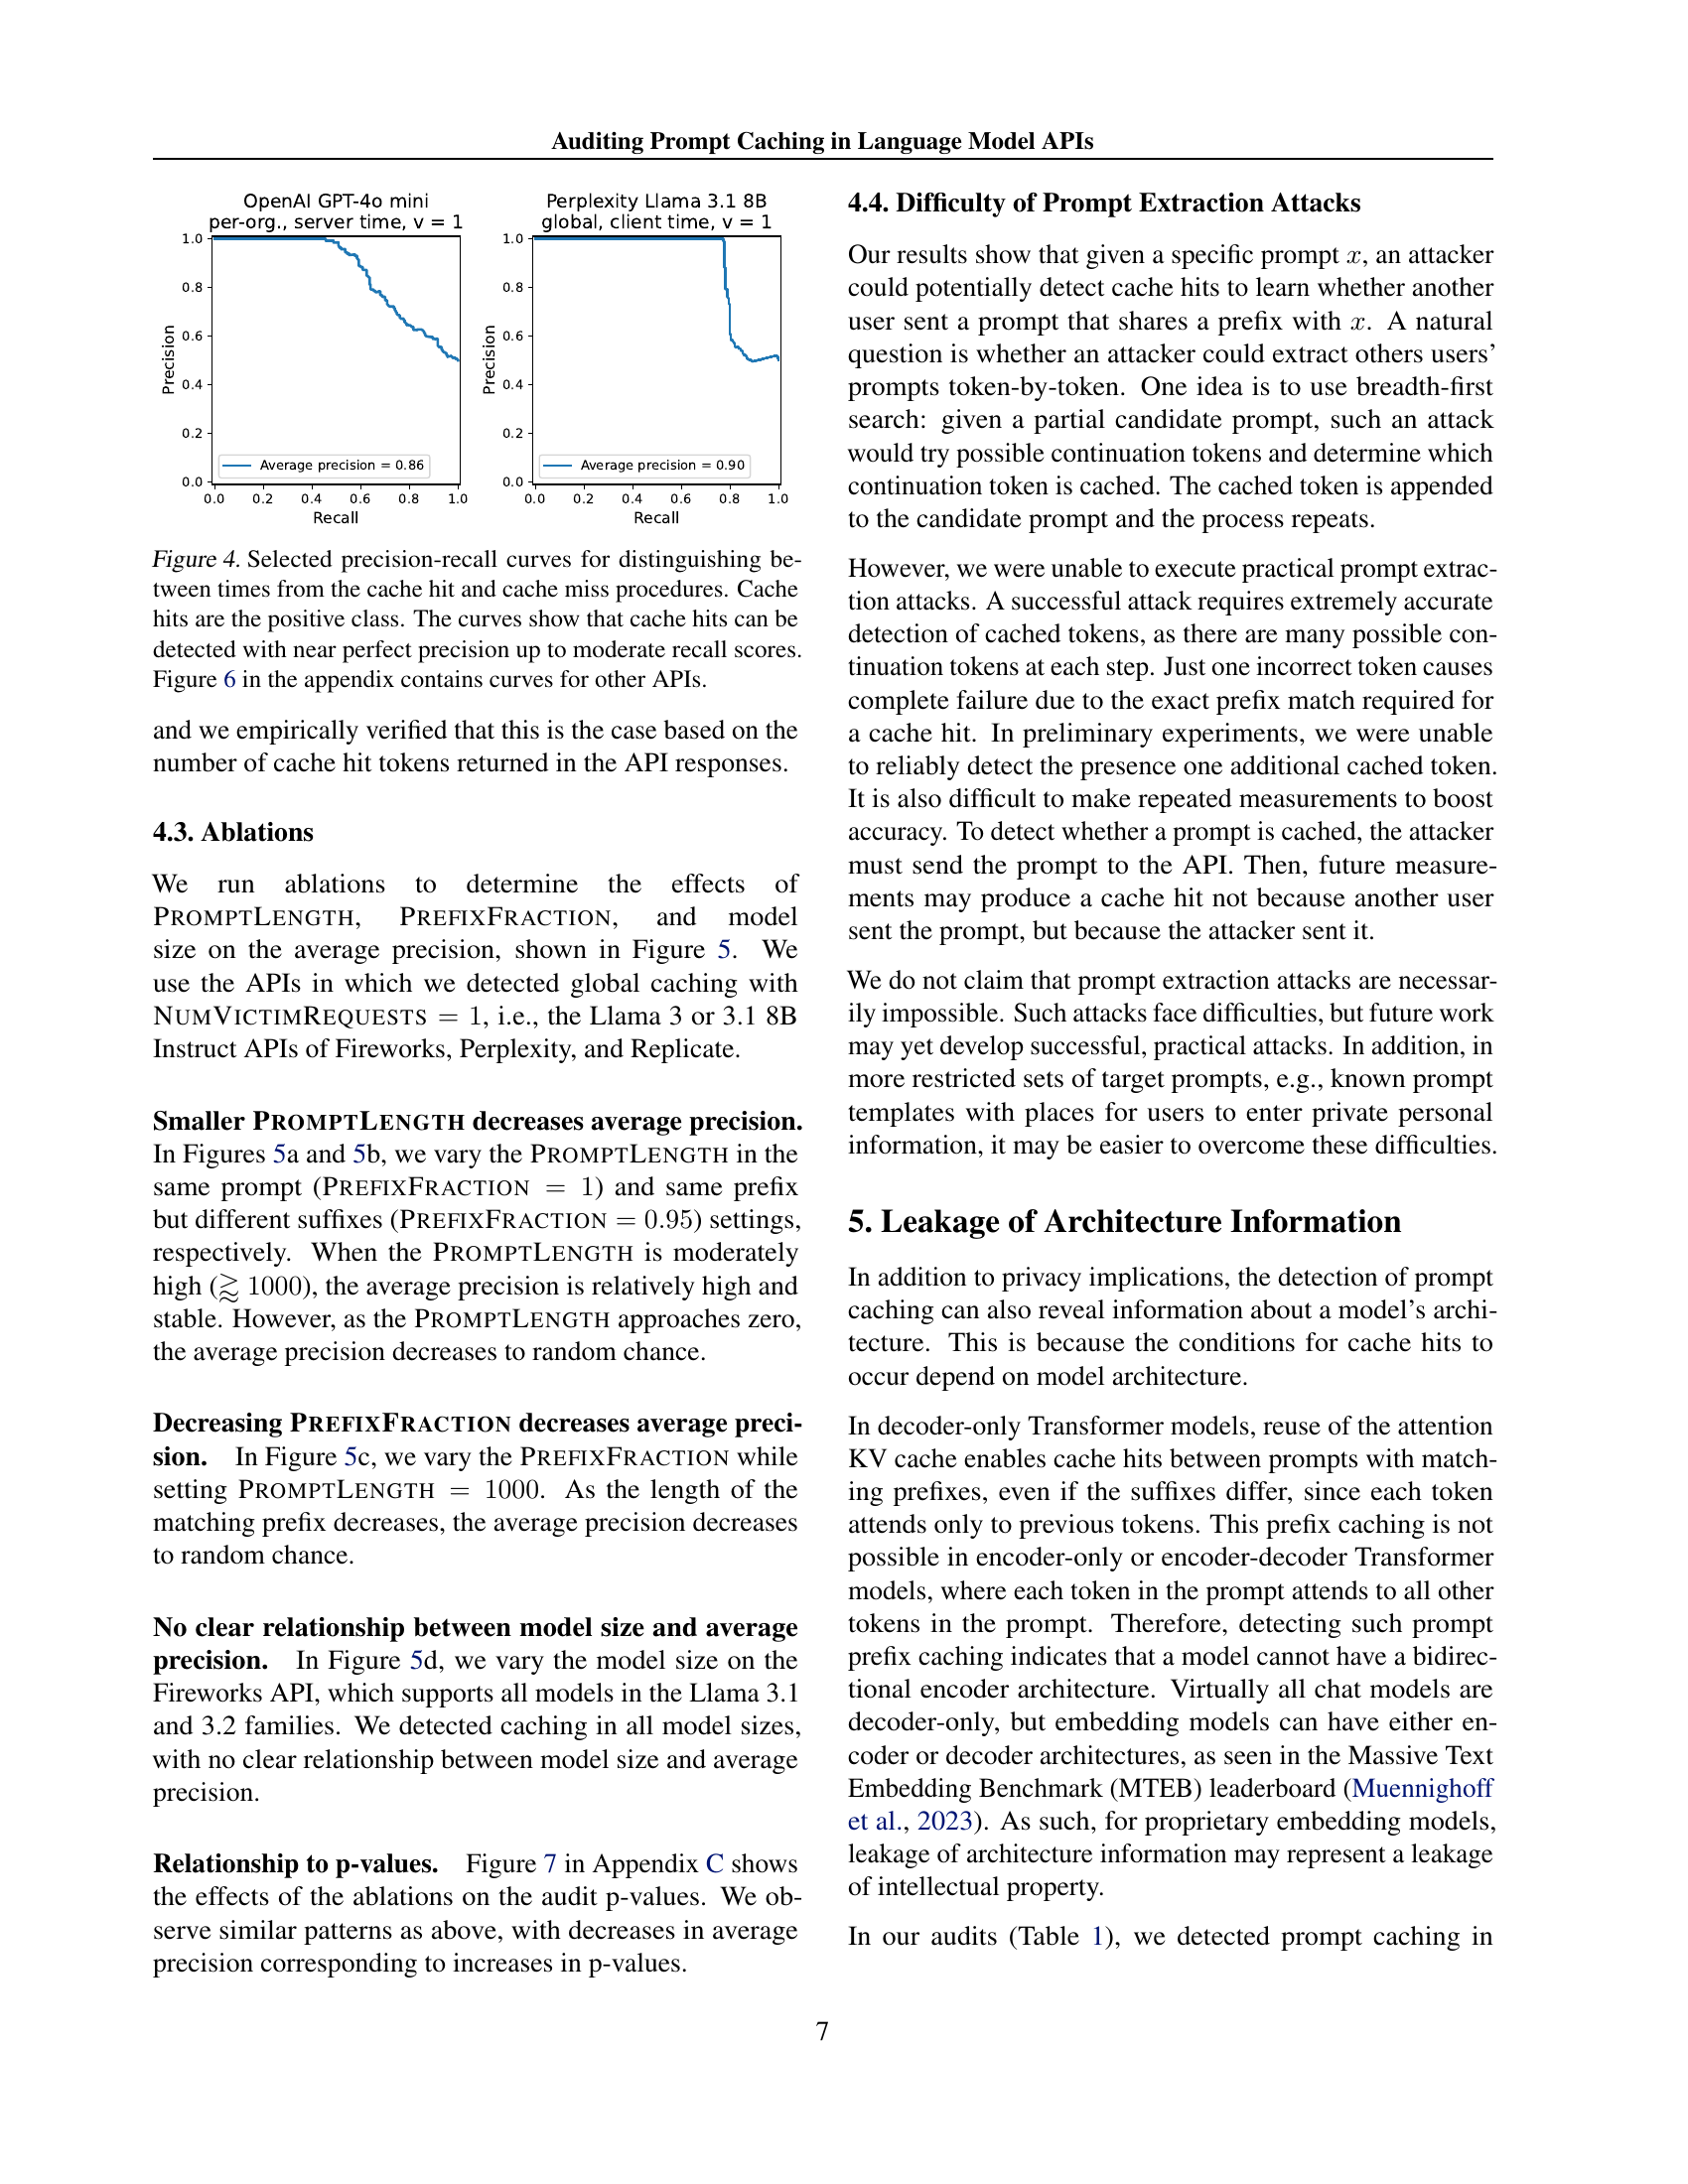 Auditing Prompt Caching in Language Model APIs
OpenAI GPT-4o mini
per-org., server time, v = 1
1.0
0.8
0.6
0.4
0.2
0.0
Precision
Average precision = 0.86
0.0 0.2 0.4 0.6 0.8 1.0
Recall
Perplexity Llama 3.1 8B
global, client time, v = 1
1.0
0.8
0.6
0.4
0.2
0.0
Precision
Average precision = 0.90
0.0 0.2 0.4 0.6 0.8 1.0
Recall
Figure 4. Selected precision-recall curves for distinguishing be-
tween times from the cache hit and cache miss procedures. Cache
hits are the positive class. The curves show that cache hits can be
detected with near perfect precision up to moderate recall scores.
Figure 6 in the appendix contains curves for other APIs.
and we empirically verified that this is the case based on the
number of cache hit tokens returned in the API responses.
4.3. Ablations
We run ablations to determine the effects of
PROMPTLENGTH, PREFIXFRACTION, and model
size on the average precision, shown in Figure 5. We
use the APIs in which we detected global caching with
NUMVICTIMREQUESTS = 1, i.e., the Llama 3 or 3.1 8B
Instruct APIs of Fireworks, Perplexity, and Replicate.
Smaller PROMPTLENGTH decreases average precision.
In Figures 5a and 5b, we vary the PROMPTLENGTH in the
same prompt (PREFIXFRACTION = 1) and same prefix
but different suffixes (PREFIXFRACTION = 0.95) settings,
respectively. When the PROMPTLENGTH is moderately
high (⪆ 1000), the average precision is relatively high and
stable. However, as the PROMPTLENGTH approaches zero,
the average precision decreases to random chance.
Decreasing PREFIXFRACTION decreases average preci-
sion. In Figure 5c, we vary the PREFIXFRACTION while
setting PROMPTLENGTH = 1000. As the length of the
matching prefix decreases, the average precision decreases
to random chance.
No clear relationship between model size and average
precision. In Figure 5d, we vary the model size on the
Fireworks API, which supports all models in the Llama 3.1
and 3.2 families. We detected caching in all model sizes,
with no clear relationship between model size and average
precision.
Relationship to p-values. Figure 7 in Appendix C shows
the effects of the ablations on the audit p-values. We ob-
serve similar patterns as above, with decreases in average
precision corresponding to increases in p-values.
4.4. Difficulty of Prompt Extraction Attacks
Our results show that given a specific prompt x, an attacker
could potentially detect cache hits to learn whether another
user sent a prompt that shares a prefix with x. A natural
question is whether an attacker could extract others users'
prompts token-by-token. One idea is to use breadth-first
search: given a partial candidate prompt, such an attack
would try possible continuation tokens and determine which
continuation token is cached. The cached token is appended
to the candidate prompt and the process repeats.
However, we were unable to execute practical prompt extrac-
tion attacks. A successful attack requires extremely accurate
detection of cached tokens, as there are many possible con-
tinuation tokens at each step. Just one incorrect token causes
complete failure due to the exact prefix match required for
a cache hit. In preliminary experiments, we were unable
to reliably detect the presence one additional cached token.
It is also difficult to make repeated measurements to boost
accuracy. To detect whether a prompt is cached, the attacker
must send the prompt to the API. Then, future measure-
ments may produce a cache hit not because another user
sent the prompt, but because the attacker sent it.
We do not claim that prompt extraction attacks are necessar-
ily impossible. Such attacks face difficulties, but future work
may yet develop successful, practical attacks. In addition, in
more restricted sets of target prompts, e.g., known prompt
templates with places for users to enter private personal
information, it may be easier to overcome these difficulties.
5. Leakage of Architecture Information
In addition to privacy implications, the detection of prompt
caching can also reveal information about a model's archi-
tecture. This is because the conditions for cache hits to
occur depend on model architecture.
In decoder-only Transformer models, reuse of the attention
KV cache enables cache hits between prompts with match-
ing prefixes, even if the suffixes differ, since each token
attends only to previous tokens. This prefix caching is not
possible in encoder-only or encoder-decoder Transformer
models, where each token in the prompt attends to all other
tokens in the prompt. Therefore, detecting such prompt
prefix caching indicates that a model cannot have a bidirec-
tional encoder architecture. Virtually all chat models are
decoder-only, but embedding models can have either en-
coder or decoder architectures, as seen in the Massive Text
Embedding Benchmark (MTEB) leaderboard (Muennighoff
et al., 2023). As such, for proprietary embedding models,
leakage of architecture information may represent a leakage
of intellectual property.
In our audits (Table 1), we detected prompt caching in
7